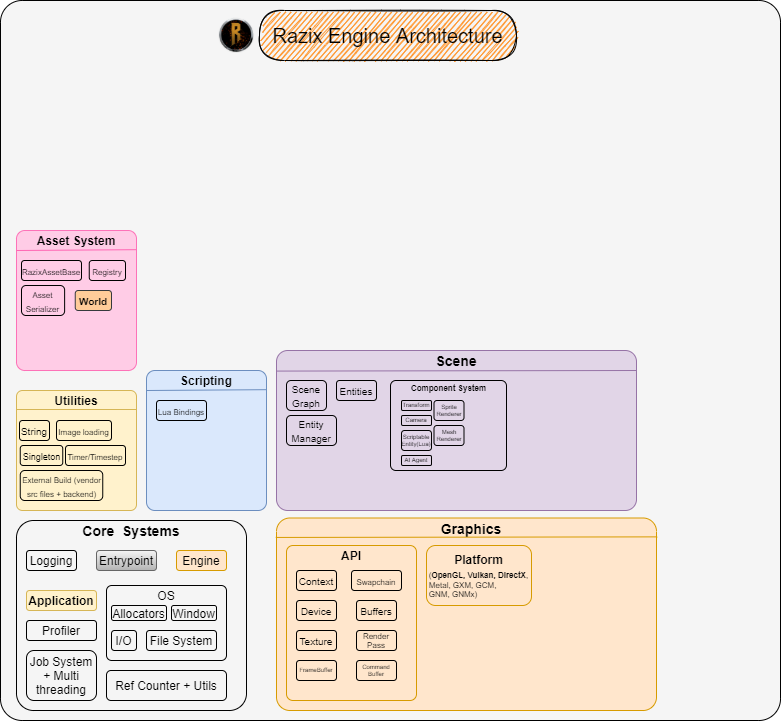 R
Razix Engine Architecture
Asset System
RazixAssetBase
Registry
Asset
Serializer
World
Utilities
String
Image loading
Singleton
Timer/Timestep
External Build (vendor
src files + backend)
Scripting
Lua Bindings
Scene
Scene
Graph
Entities
Entity
Manager
Component System
Transform
Sprite
Renderer
Camera
Scriptable
Entity(Lua)
Mesh
Renderer
AI Agent
Core Systems
Logging
Entrypoint
Engine
Application
OS
Allocators
Window
I/O
File System
Profiler
Job System
+ Multi
threading
Ref Counter + Utils
Graphics
API
Context
Swapchain
Device
Buffers
Texture
Render
Pass
FrameBuffer
Command
Buffer
Platform
(OpenGL, Vulkan, DirectX,
Metal, GXM, GCM,
GNM, GNMx)